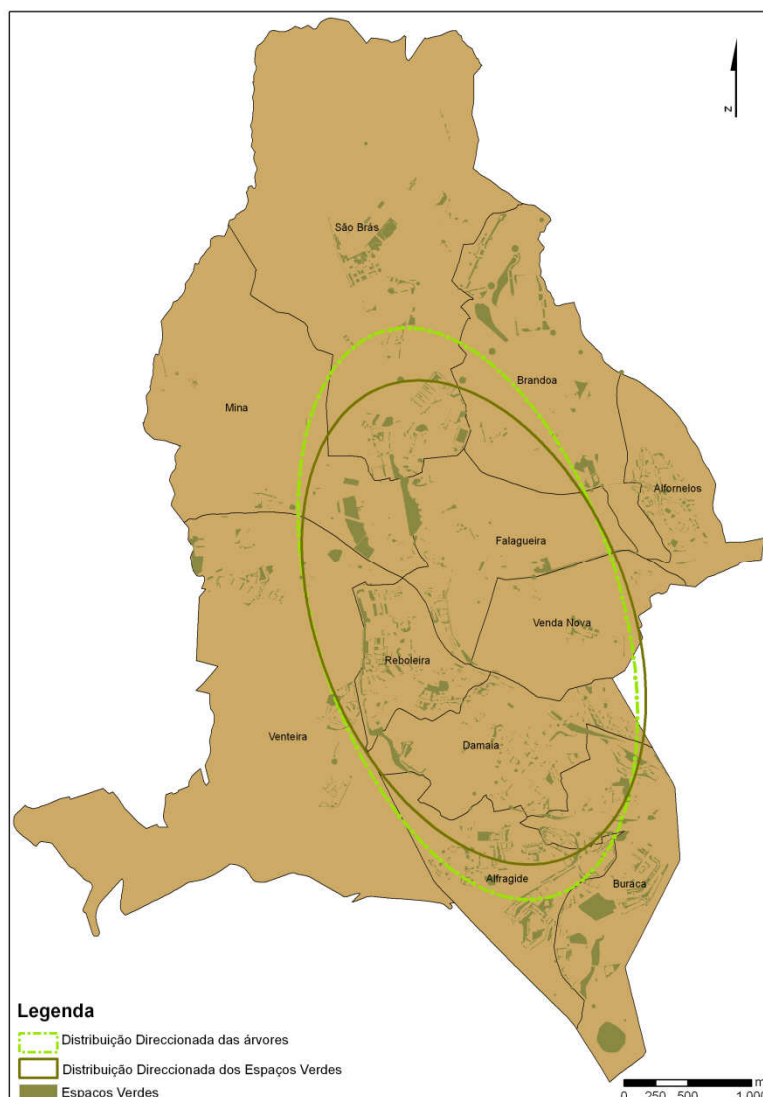 z
São Brás
Brandoa
Mina
Alfornelos
Falagueira
Venda Nova
Reboleira
Venteira
Damaia
Alfragide
Buraca
Legenda
Distribuição Direccionada das árvores
Distribuição Direccionada dos Espaços Verdes
Espaços Verdes
m
0 250 500 1.000